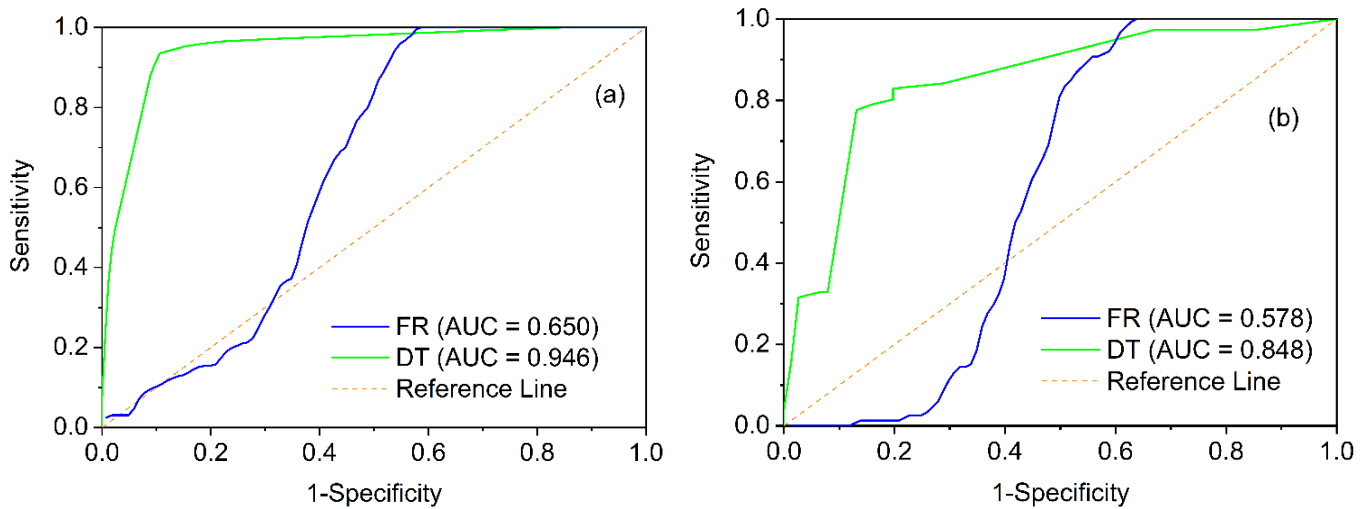 1.0
0.8
0.6
0.4
0.2
0.0
Sensitivity
(a)
FR (AUC = 0.650)
DT (AUC = 0.946)
Reference Line
0.0 0.2 0.4 0.6 0.8 1.0
1-Specificity
1.0
0.8
0.6
0.4
0.2
0.0
Sensitivity
(b)
FR (AUC = 0.578)
DT (AUC = 0.848)
Reference Line
0.0 0.2 0.4 0.6 0.8 1.0
1-Specificity